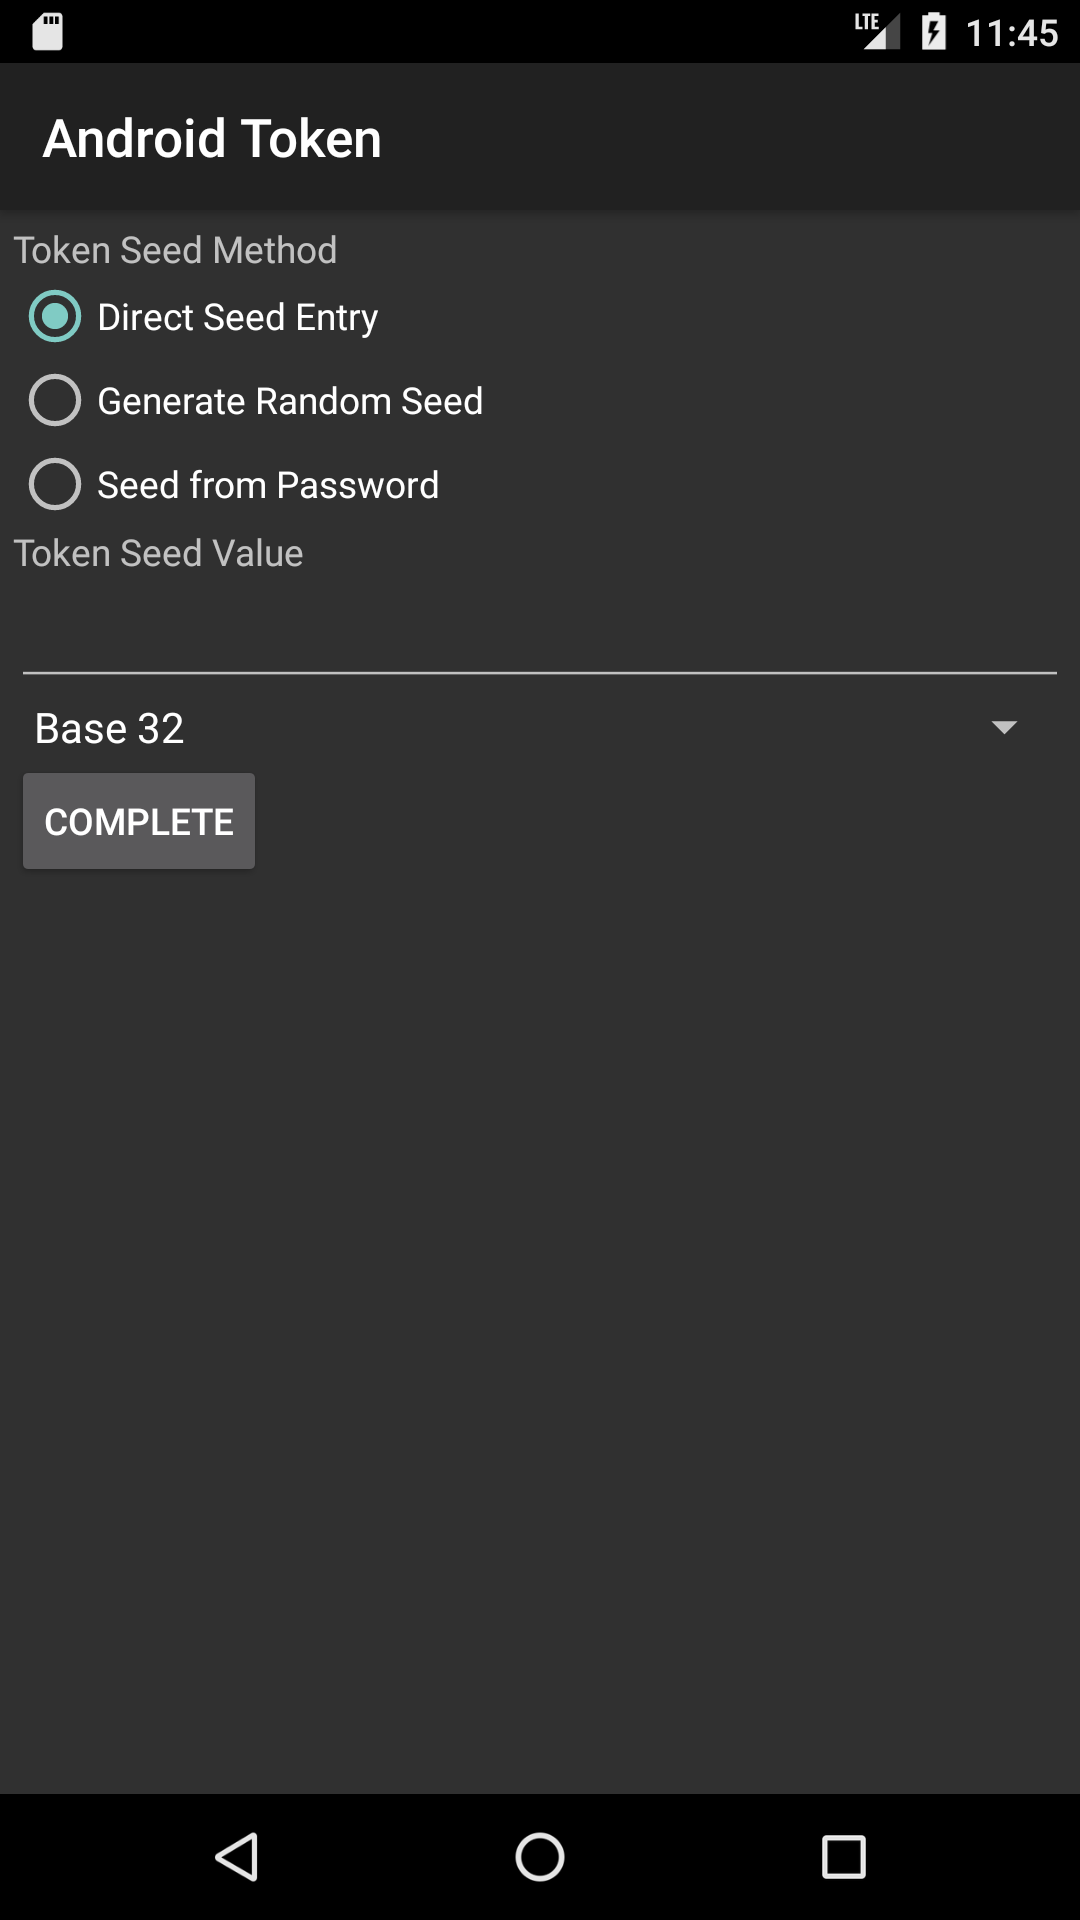 LTE 11:45
Android Token
Token Seed Method
Direct Seed Entry
Generate Random Seed
Seed from Password
Token Seed Value
Base 32
COMPLETE